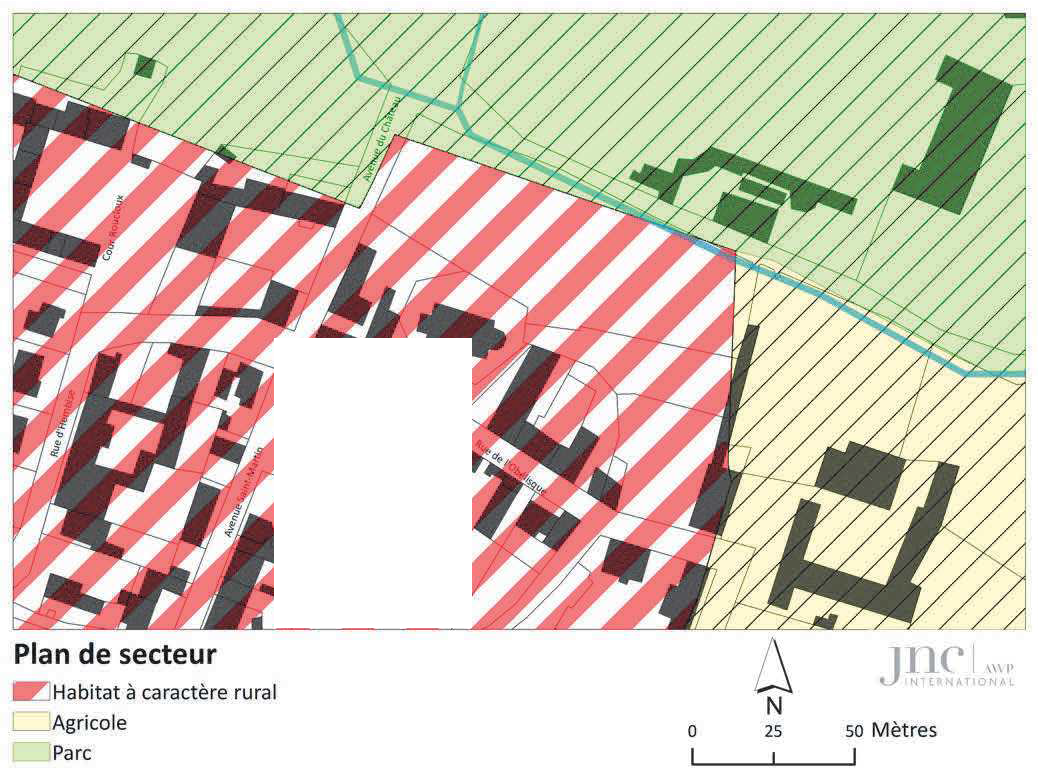 Avenue du Château
Cour Roucloux
Rue d'Hembise
Avenue Saint-Martin
Rue de l'Obélisque
Plan de secteur
Habitat à caractère rural
Agricole
Parc
N
0 25 50 Mètres
jnc AWP
INTERNATIONAL